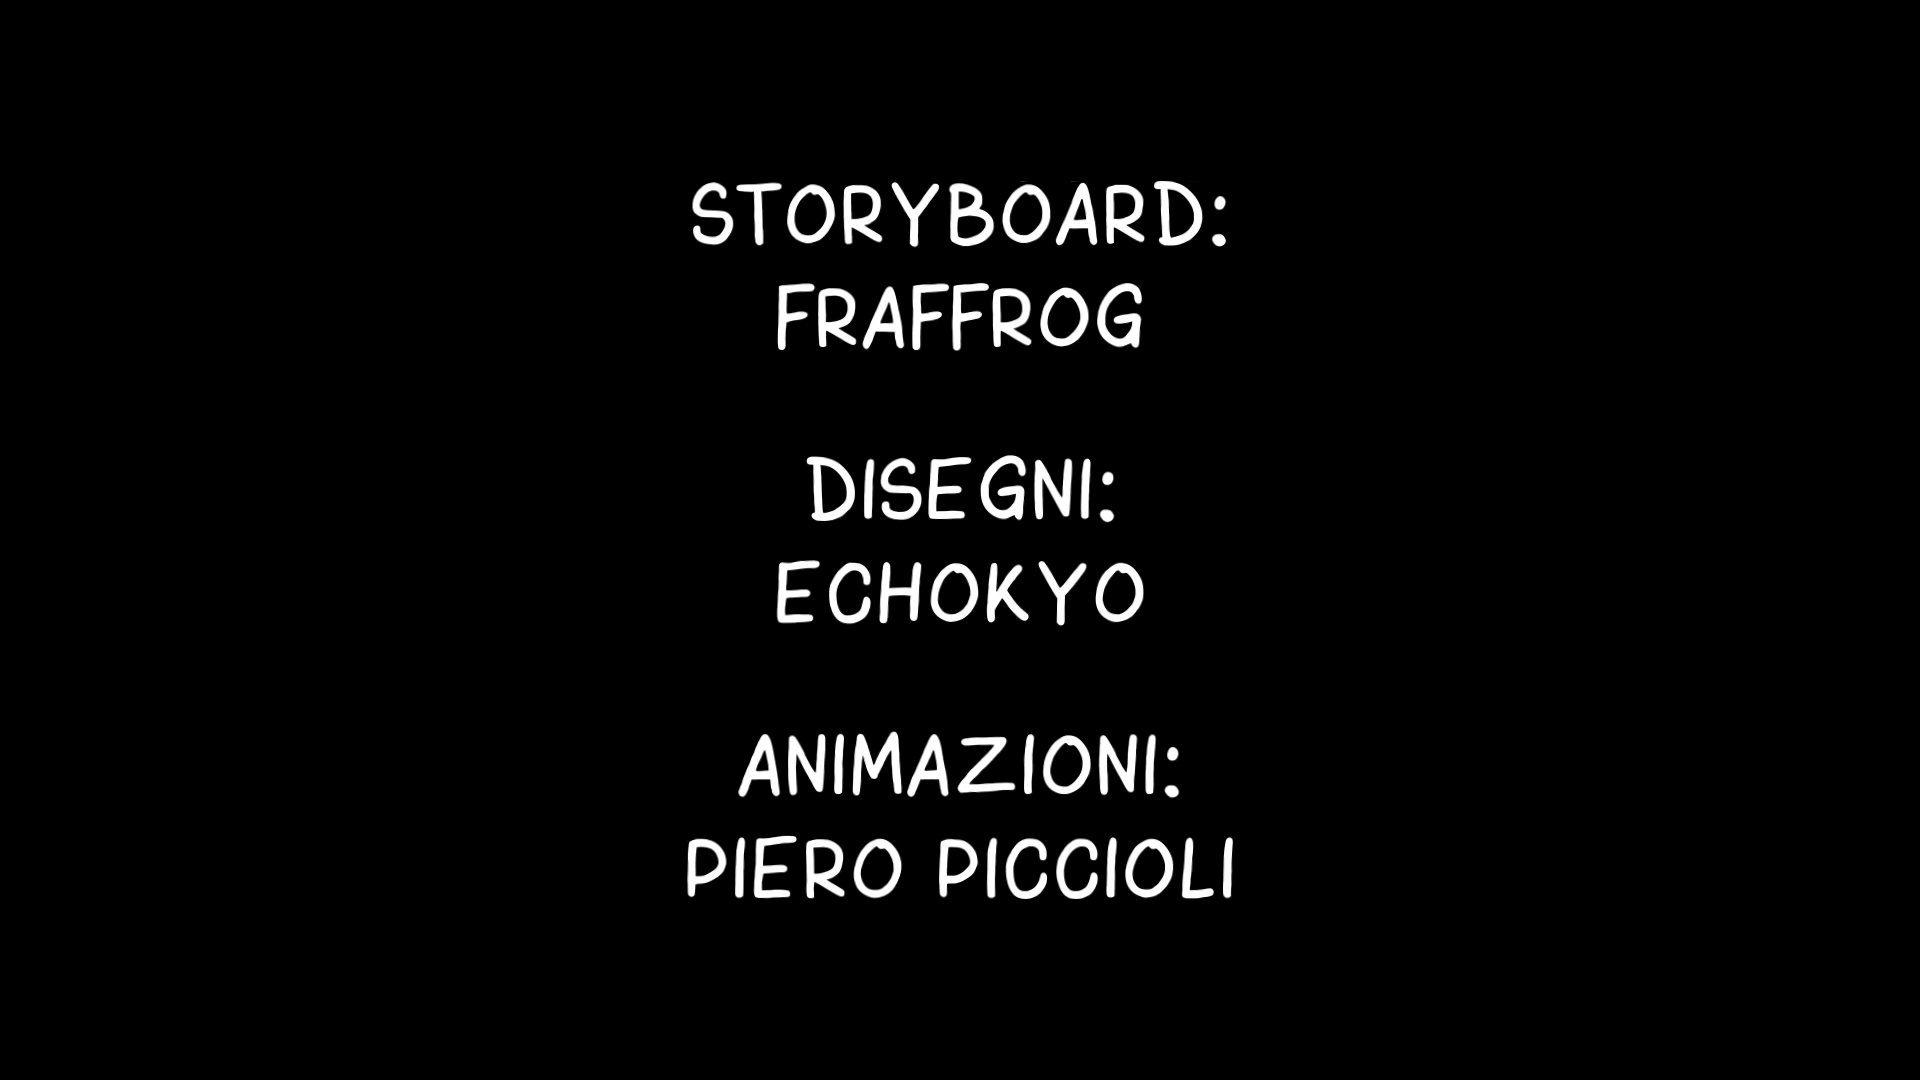 STORYBOARD:
FRAFFROG
DISEGNI:
ECHOKYO
ANIMAZIONI:
PIERO PICCIOLI